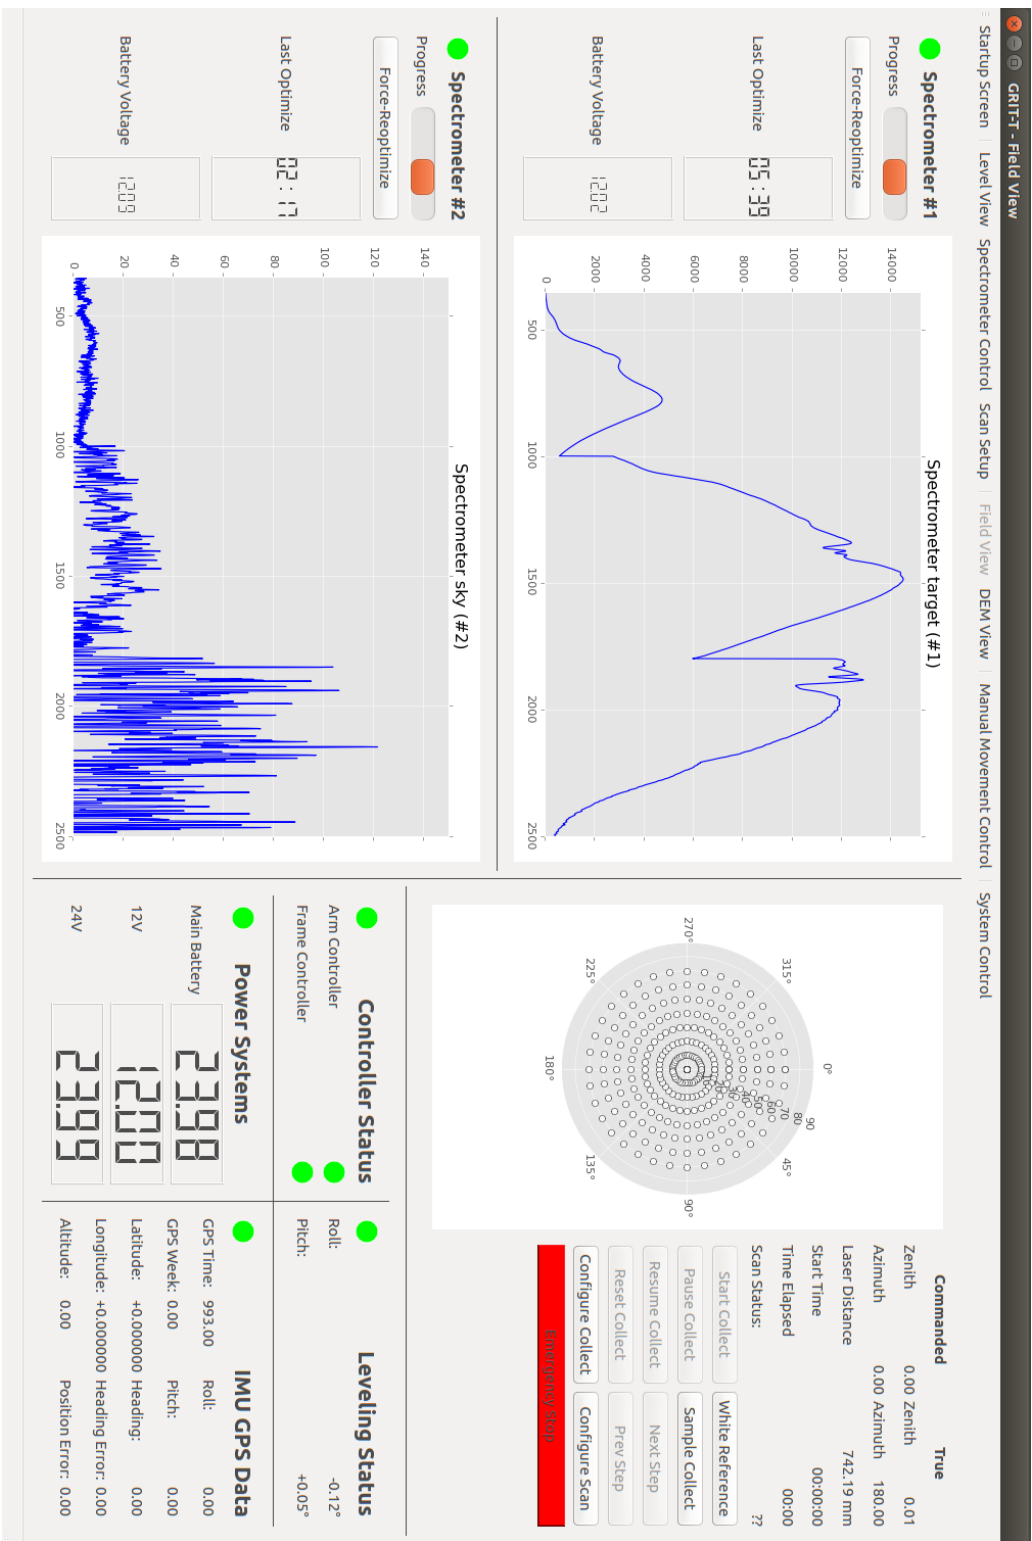 GRIT-T - Field View
Startup Screen Level View Spectrometer Control Scan Setup Field View DEM View Manual Movement Control System Control
Spectrometer #1
Progress
Force-Reoptimize
Last Optimize
05:39
Battery Voltage
12.02
Spectrometer target (#1)
14000
12000
10000
8000
6000
4000
2000
0
500 1000 1500 2000 2500
Spectrometer #2
Progress
Force-Reoptimize
Last Optimize
02:17
Battery Voltage
12.09
Spectrometer sky (#2)
140
120
100
80
60
40
20
0
500 1000 1500 2000 2500
0°
45°
90°
135°
180°
225°
270°
315°
10 20 30 40 50 60 70 80 90
Commanded True
Zenith 0.00 Zenith 0.01
Azimuth 0.00 Azimuth 180.00
Laser Distance 742.19 mm
Start Time 00:00:00
Time Elapsed 00:00
Scan Status: ??
Start Collect White Reference
Pause Collect Sample Collect
Resume Collect Next Step
Reset Collect Prev Step
Configure Collect Configure Scan
Emergency Stop
Controller Status
Arm Controller
Frame Controller
Leveling Status
Roll: -0.12°
Pitch: +0.05°
Power Systems
Main Battery 23.98
12V 12.00
24V 23.99
IMU GPS Data
GPS Time: 993.00 Roll: 0.00
GPS Week: 0.00 Pitch: 0.00
Latitude: +0.000000 Heading: 0.00
Longitude: +0.000000 Heading Error: 0.00
Altitude: 0.00 Position Error: 0.00